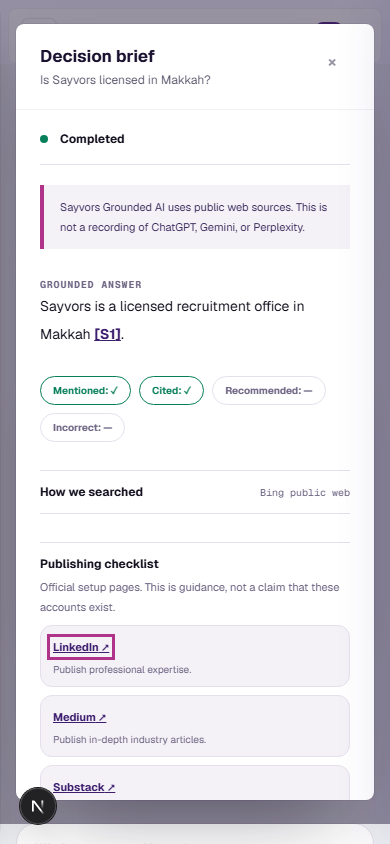 Decision brief
Is Sayvors licensed in Makkah?
×
Completed
Sayvors Grounded AI uses public web sources. This is
not a recording of ChatGPT, Gemini, or Perplexity.
GROUNDED ANSWER
Sayvors is a licensed recruitment office in
Makkah [S1].
Mentioned: ✓
Cited: ✓
Recommended: —
Incorrect: —
How we searched
Bing public web
Publishing checklist
Official setup pages. This is guidance, not a claim that these
accounts exist.
LinkedIn ↗
Publish professional expertise.
Medium ↗
Publish in-depth industry articles.
Substack ↗
N